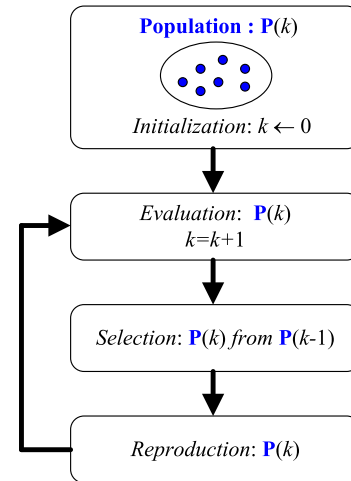 Population : P(k)
Initialization: k ← 0
Evaluation: P(k)
k=k+1
Selection: P(k) from P(k-1)
Reproduction: P(k)